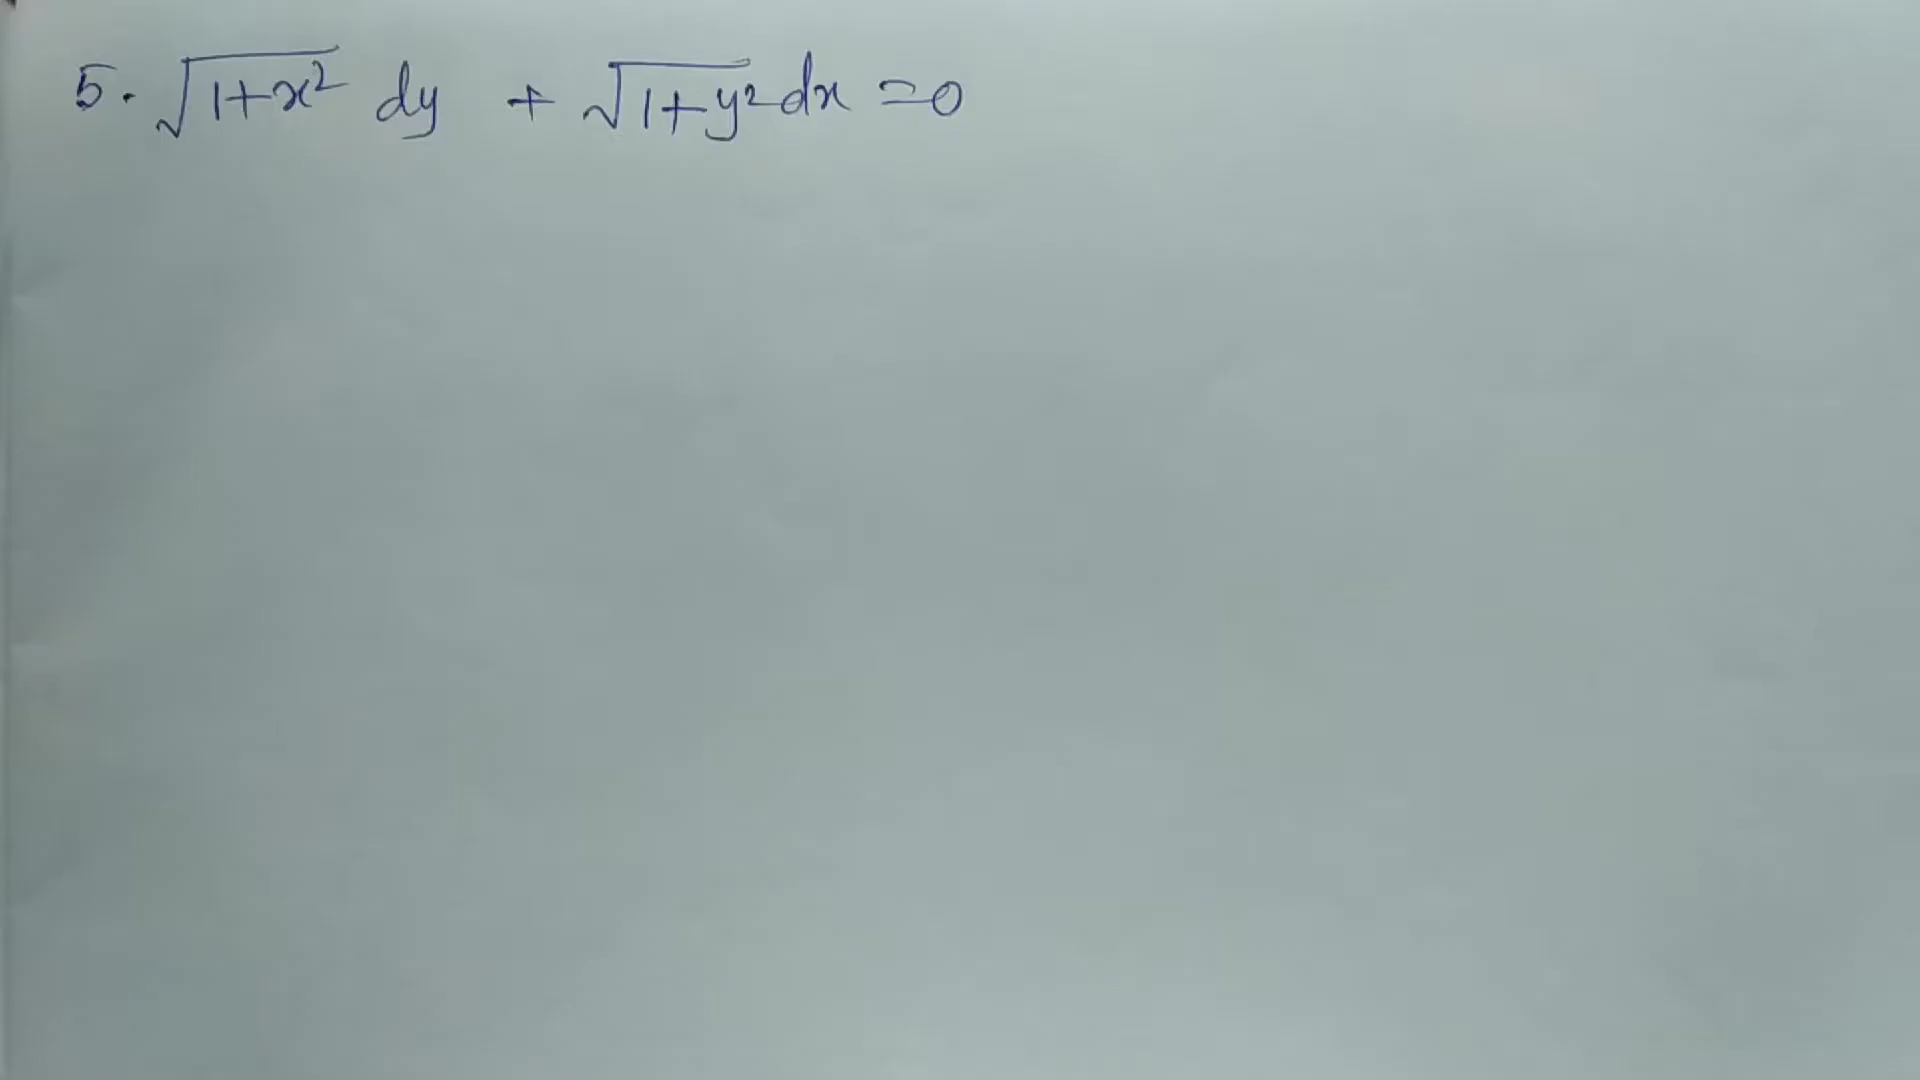 5. √(1+x²) dy + √(1+y²) dx = 0